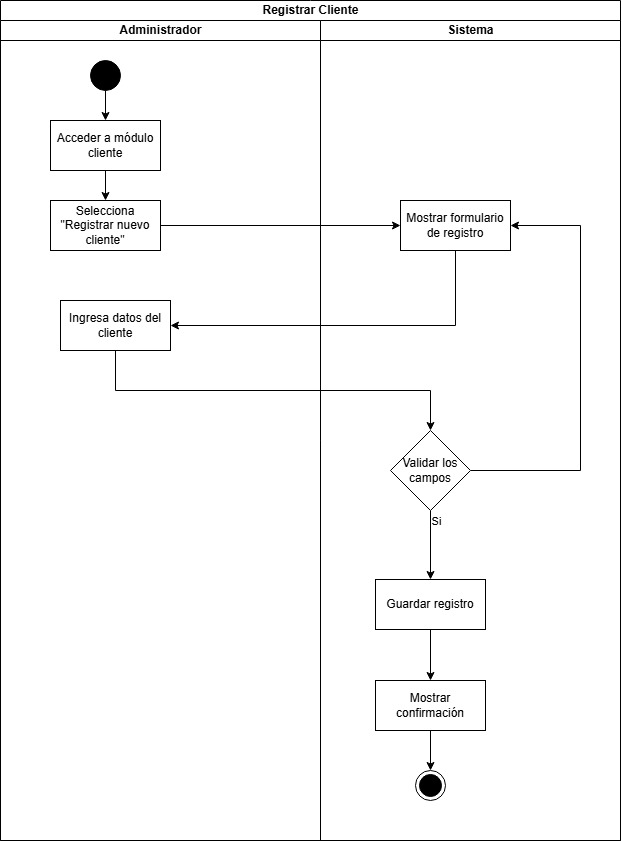 Registrar Cliente
Administrador
Sistema
Acceder a módulo
cliente
Selecciona
"Registrar nuevo
cliente"
Mostrar formulario
de registro
Ingresa datos del
cliente
Validar los
campos
Si
Guardar registro
Mostrar
confirmación